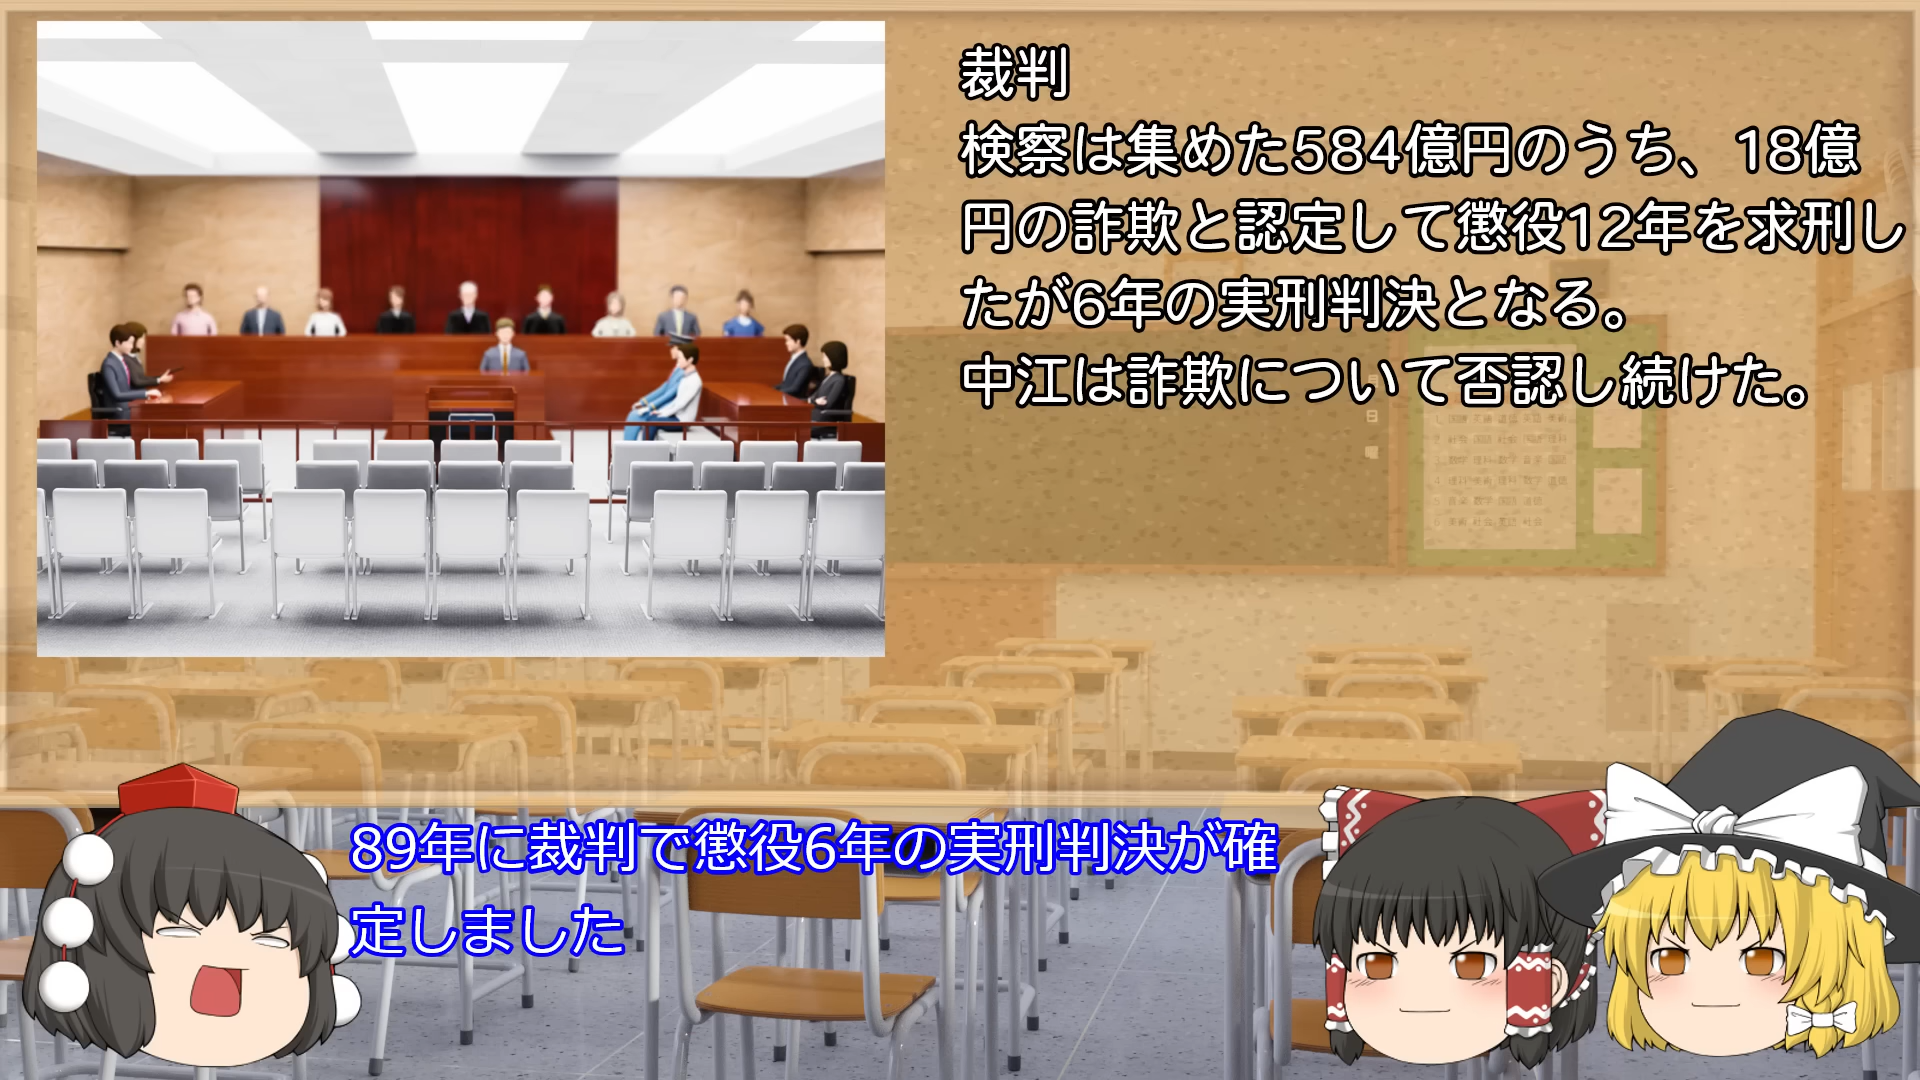 裁判
検察は集めた584億円のうち、18億
円の詐欺と認定して懲役12年を求刑し
たが6年の実刑判決となる。
中江は詐欺について否認し続けた。
89年に裁判で懲役6年の実刑判決が確
定しました